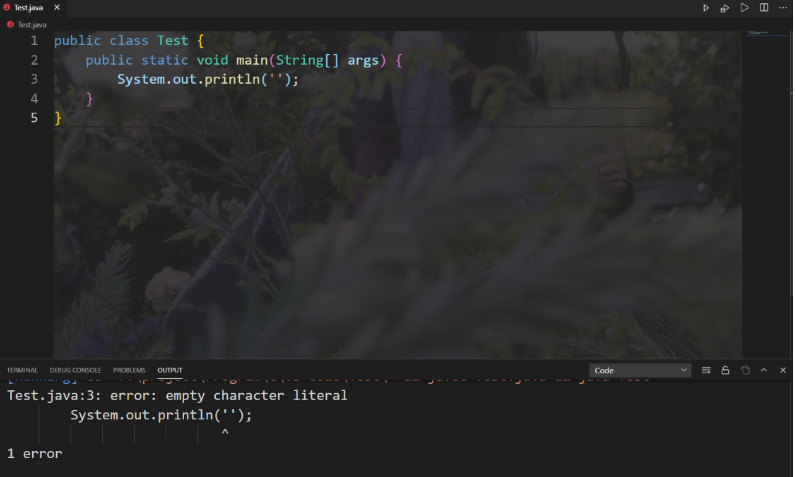 Test.java
Test.java
1 public class Test {
2 public static void main(String[] args) {
3 System.out.println('');
4 }
5 }
TERMINAL DEBUG CONSOLE PROBLEMS OUTPUT Code
Test.java:3: error: empty character literal
System.out.println('');
^
1 error